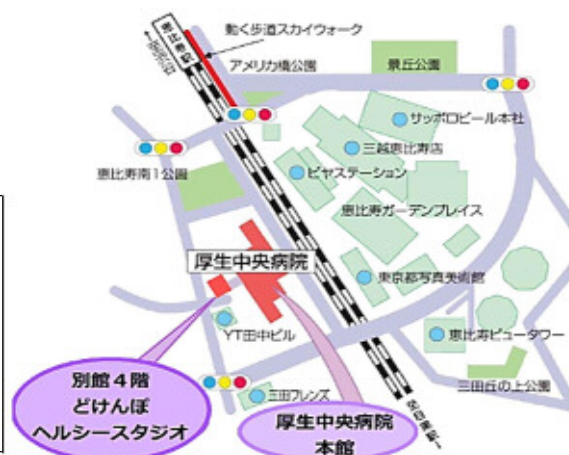 動く歩道スカイウォーク
恵比寿駅
アメリカ橋公園
景丘公園
サッポロビール本社
三越恵比寿店
ビヤステーション
恵比寿南1公園
恵比寿ガーデンプレイス
厚生中央病院
東京都写真美術館
YT田中ビル
恵比寿ビュータワー
三田丘の上公園
別館4階
どけんぽ
ヘルシースタジオ
三田フレンズ
厚生中央病院
本館
至目黒駅